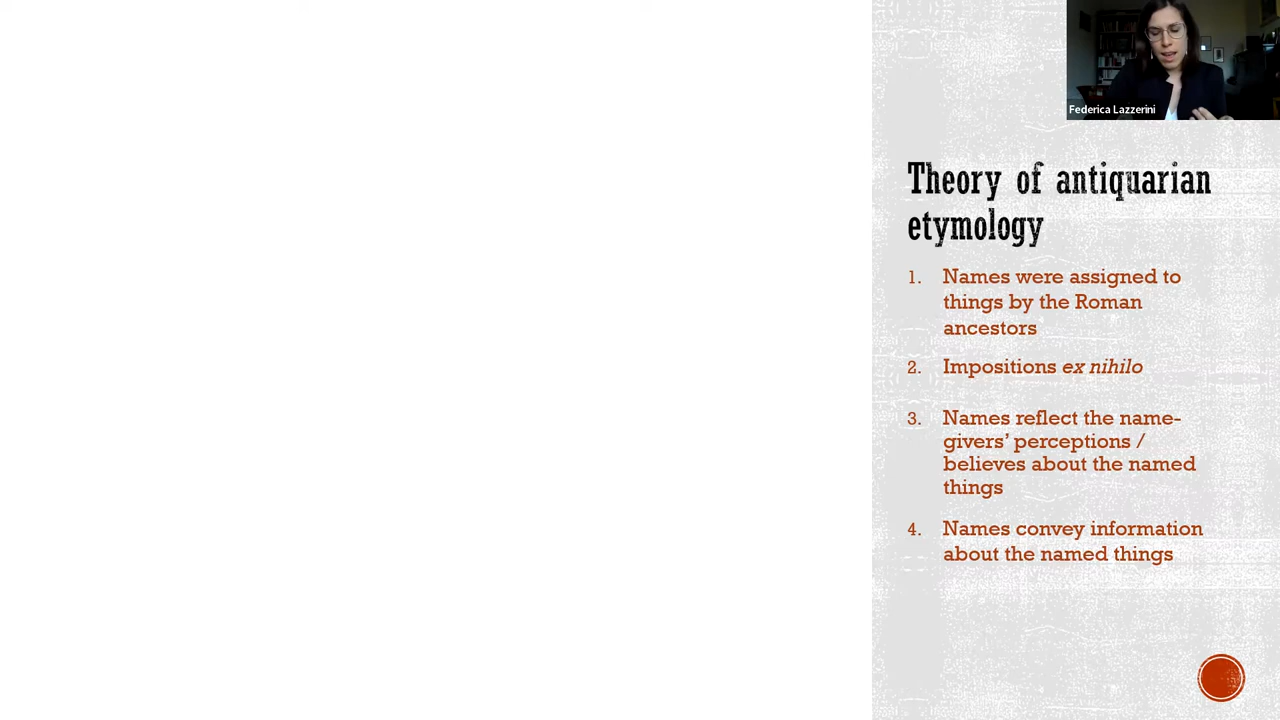 Federica Lazzerini
Theory of antiquarian
etymology
1. Names were assigned to
things by the Roman
ancestors
2. Impositions ex nihilo
3. Names reflect the name-
givers’ perceptions /
believes about the named
things
4. Names convey information
about the named things